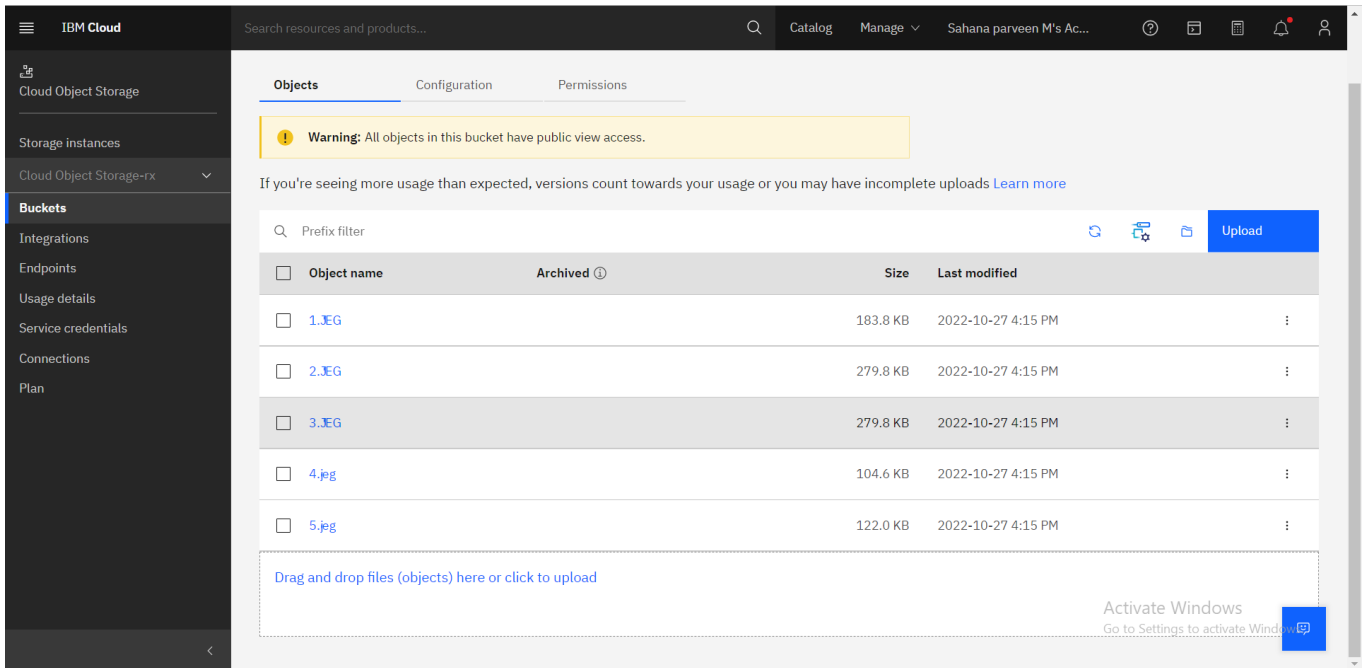 IBM Cloud
Search resources and products...
Catalog
Manage
Sahana parveen M's Ac...
Cloud Object Storage
Storage instances
Cloud Object Storage-rx
Buckets
Integrations
Endpoints
Usage details
Service credentials
Connections
Plan
Objects
Configuration
Permissions
Warning: All objects in this bucket have public view access.
If you're seeing more usage than expected, versions count towards your usage or you may have incomplete uploads Learn more
Prefix filter
Upload
Object name Archived Size Last modified
1.JEG 183.8 KB 2022-10-27 4:15 PM
2.JEG 279.8 KB 2022-10-27 4:15 PM
3.JEG 279.8 KB 2022-10-27 4:15 PM
4.jeg 104.6 KB 2022-10-27 4:15 PM
5.jeg 122.0 KB 2022-10-27 4:15 PM
Drag and drop files (objects) here or click to upload
Activate Windows
Go to Settings to activate Windows